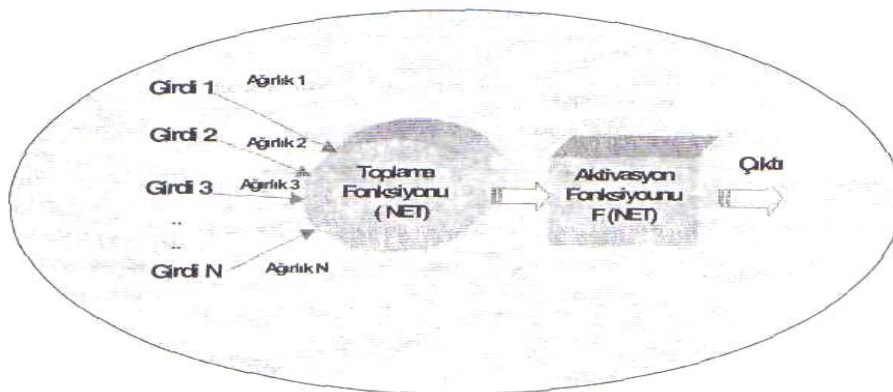 Girdi 1
Ağırlık 1
Girdi 2
Ağırlık 2
Girdi 3
Ağırlık 3
..
..
Girdi N
Ağırlık N
Toplama
Fonksiyonu
( NET)
Aktivasyon
Fonksiyounu
F (NET)
Çıktı